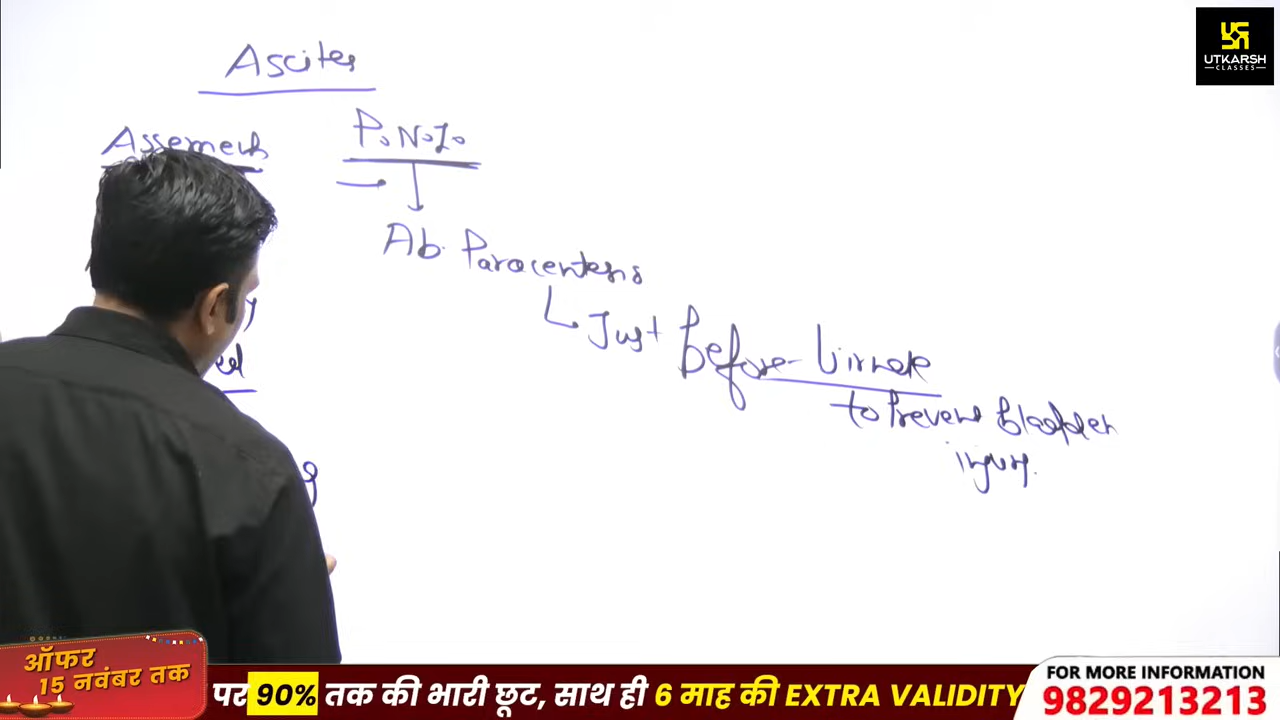 UTKARSH
CLASSES
Ascites
P.N.I.
Ab. Paracentesis
Just Before Urinate
to Prevent bladder
injury.
ऑफर
15 नवंबर तक
पर 90% तक की भारी छूट, साथ ही 6 माह की EXTRA VALIDITY
FOR MORE INFORMATION
9829213213